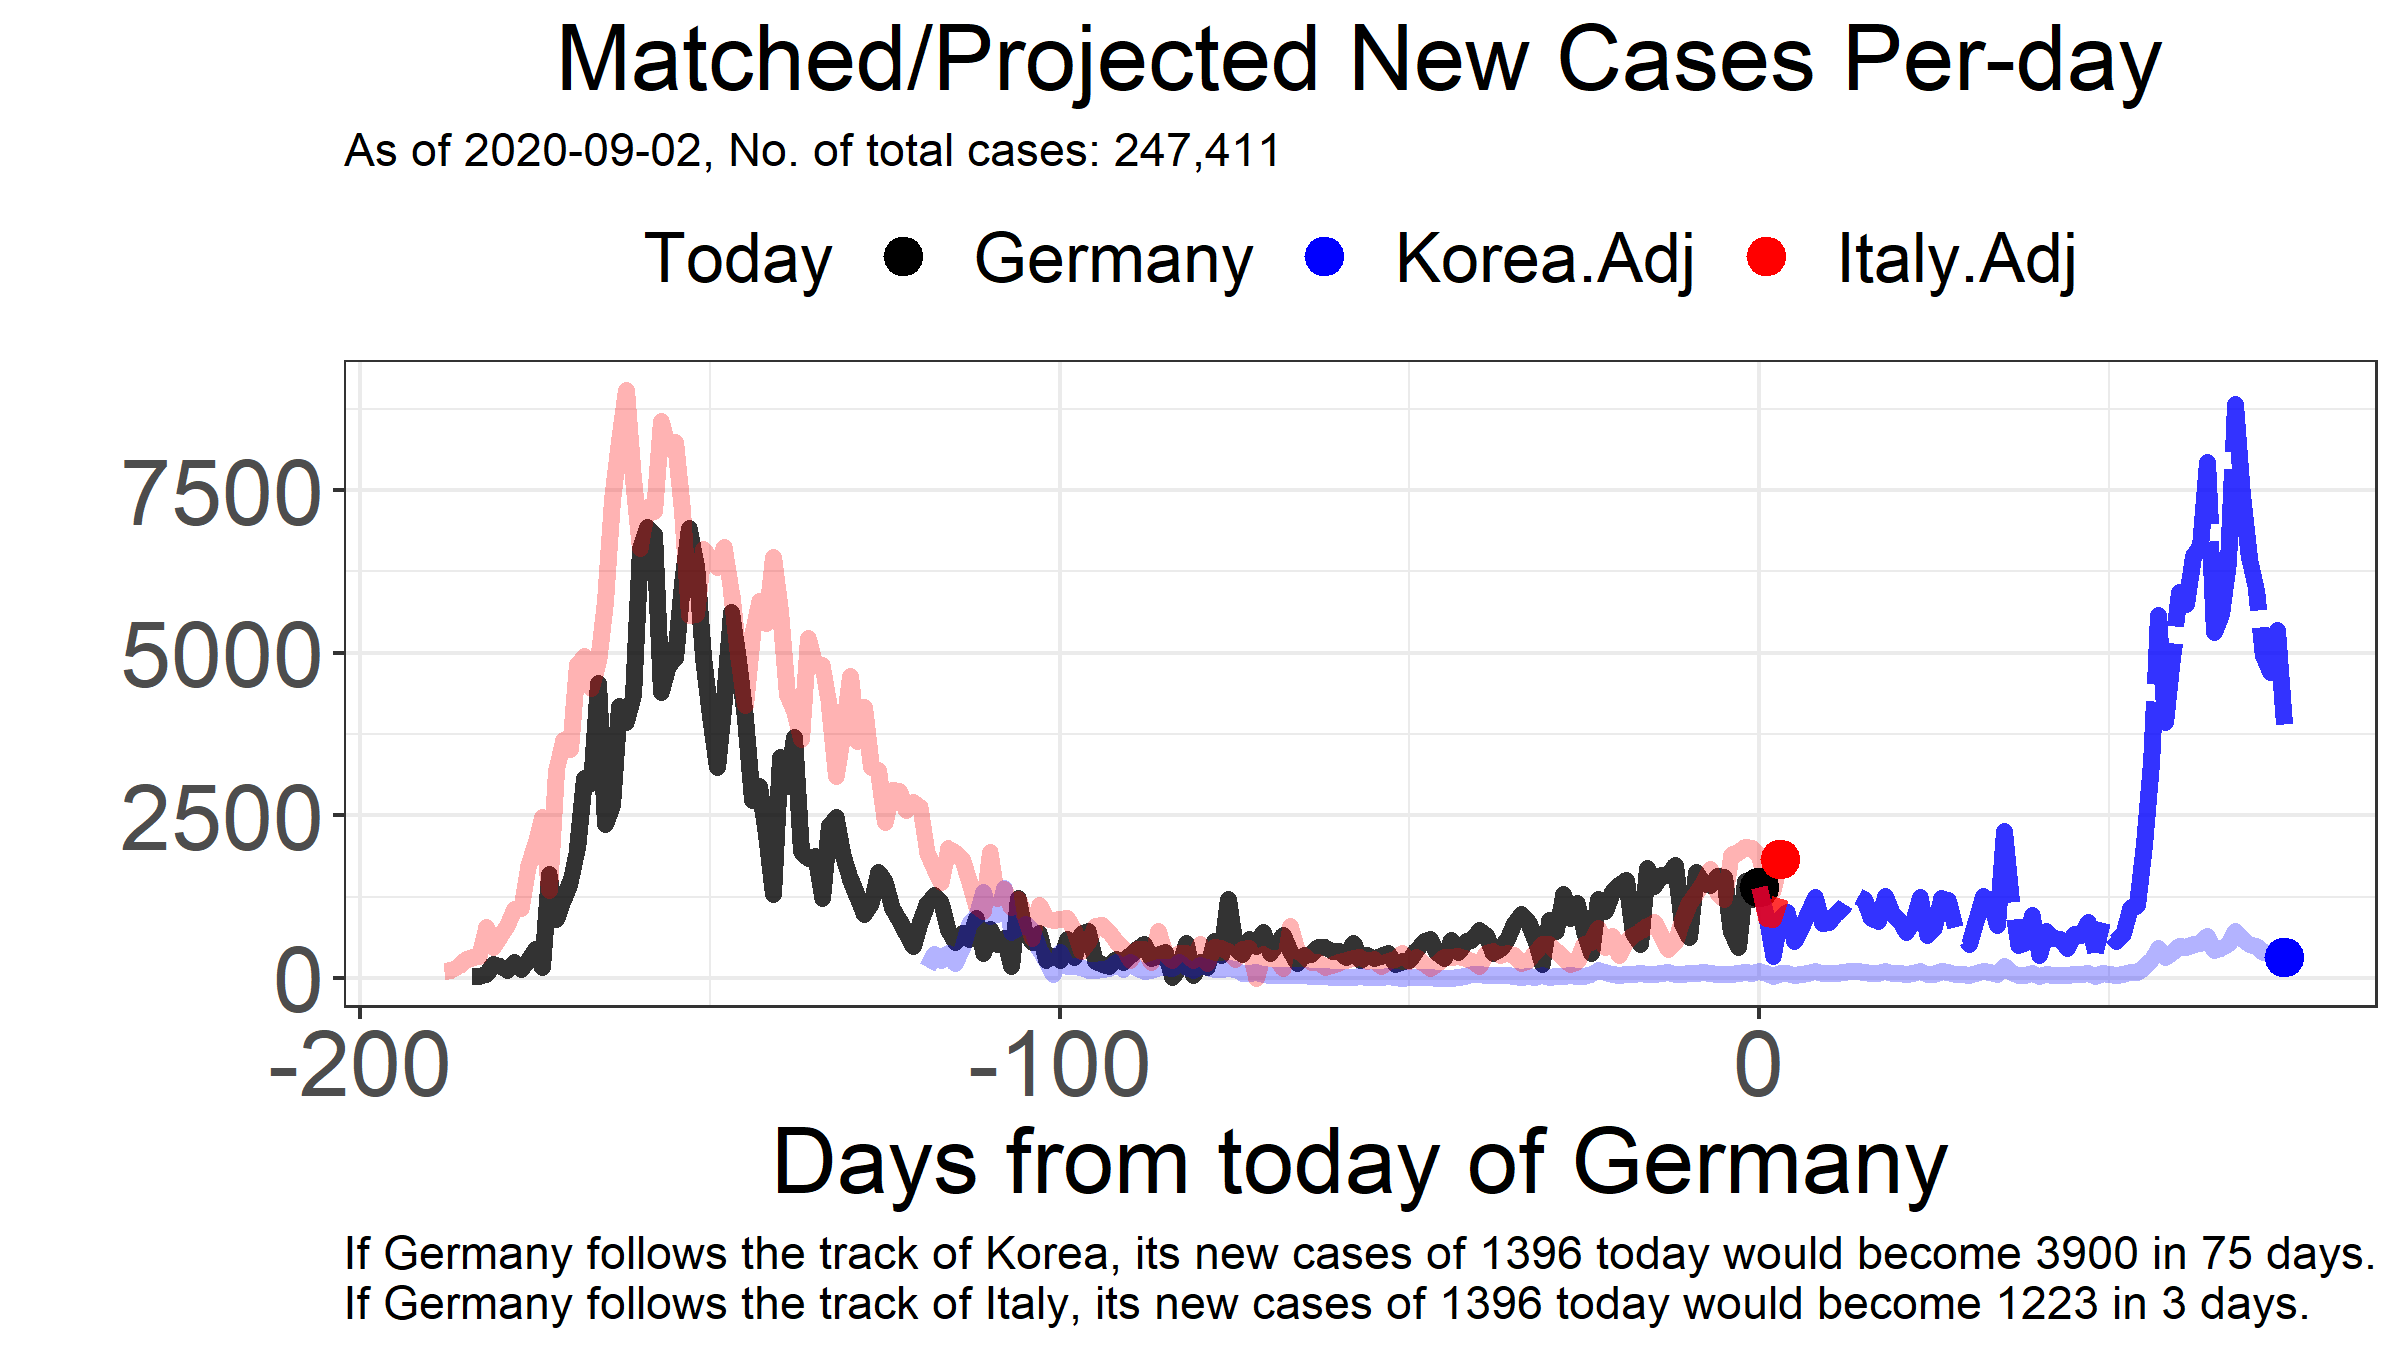 Matched/Projected New Cases Per-day
As of 2020-09-02, No. of total cases: 247,411
Today Germany Korea.Adj Italy.Adj
7500
5000
2500
0
-200 -100 0
Days from today of Germany
If Germany follows the track of Korea, its new cases of 1396 today would become 3900 in 75 days.
If Germany follows the track of Italy, its new cases of 1396 today would become 1223 in 3 days.